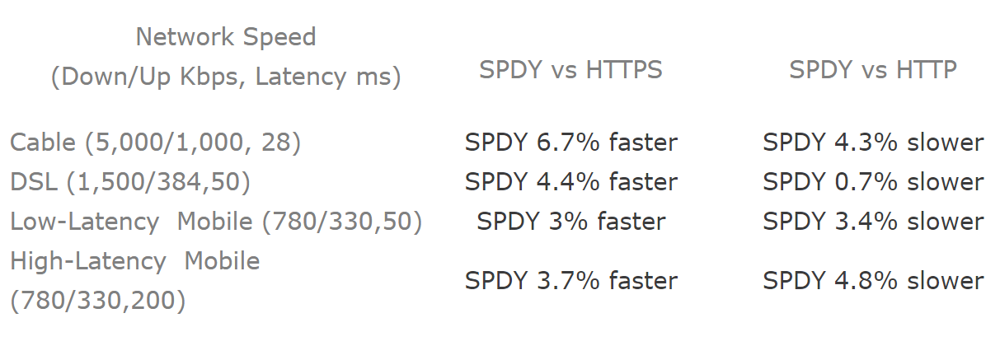 Network Speed
(Down/Up Kbps, Latency ms) SPDY vs HTTPS SPDY vs HTTP
Cable (5,000/1,000, 28) SPDY 6.7% faster SPDY 4.3% slower
DSL (1,500/384,50) SPDY 4.4% faster SPDY 0.7% slower
Low-Latency  Mobile (780/330,50) SPDY 3% faster SPDY 3.4% slower
High-Latency  Mobile
(780/330,200) SPDY 3.7% faster SPDY 4.8% slower